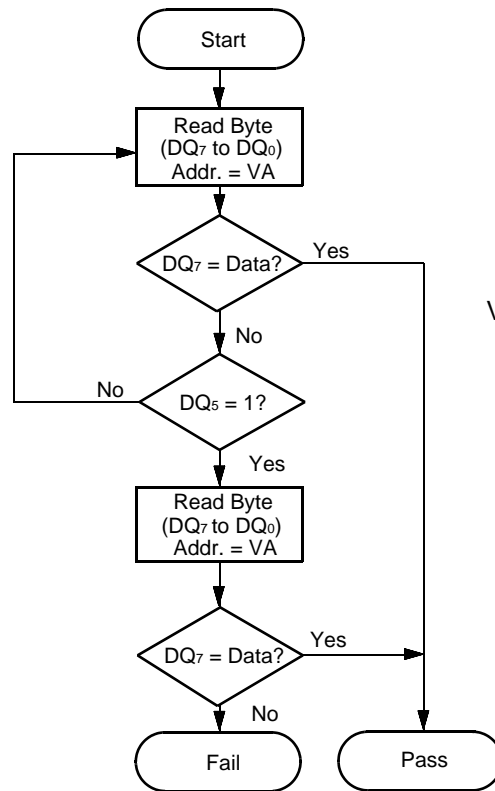 Start
Read Byte
(DQ7 to DQ0)
Addr. = VA
DQ7 = Data?
Yes
No
No
DQ5 = 1?
Yes
Read Byte
(DQ7 to DQ0)
Addr. = VA
DQ7 = Data?
Yes
No
Fail
Pass